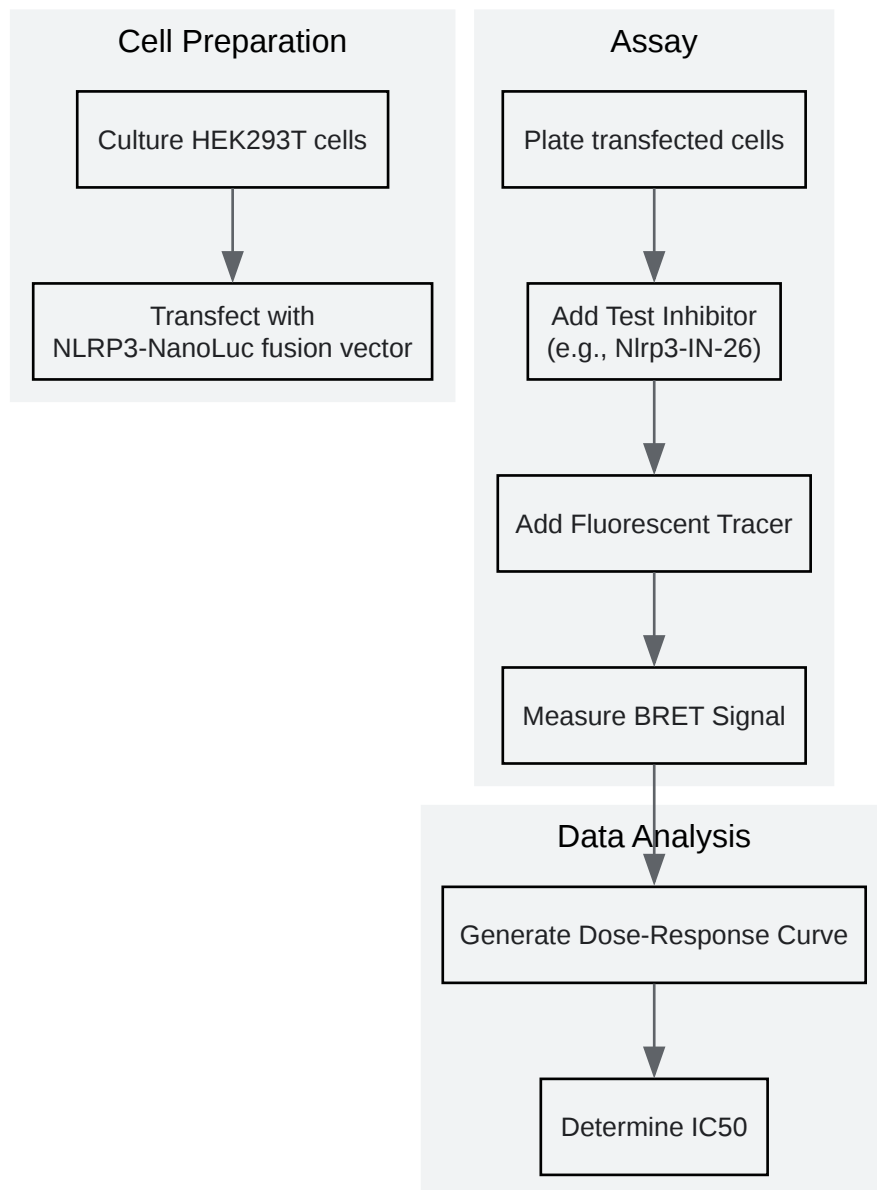 Cell Preparation
Culture HEK293T cells
Transfect with
NLRP3-NanoLuc fusion vector
Assay
Plate transfected cells
Add Test Inhibitor
(e.g., Nlrp3-IN-26)
Add Fluorescent Tracer
Measure BRET Signal
Data Analysis
Generate Dose-Response Curve
Determine IC50